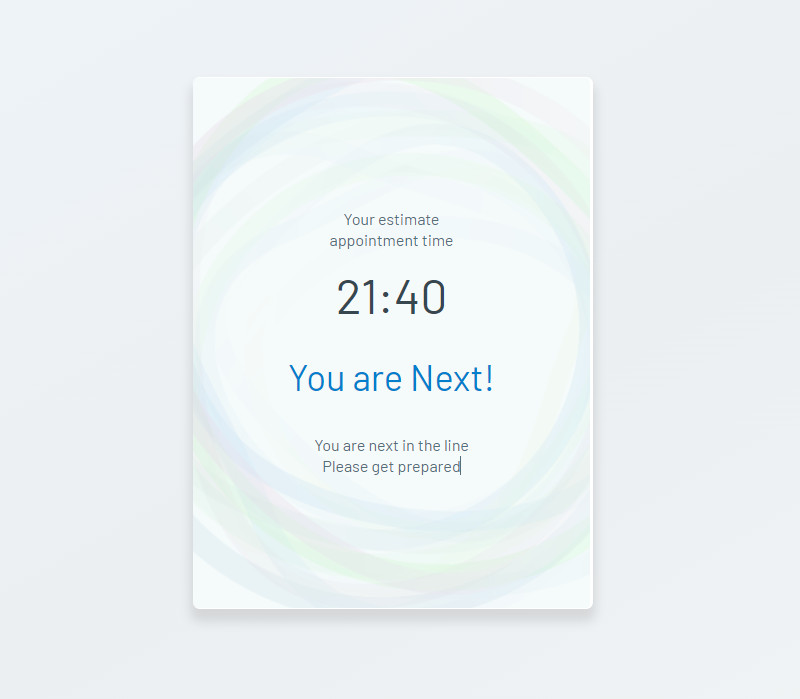 Your estimate
appointment time
21:40
You are Next!
You are next in the line
Please get prepared